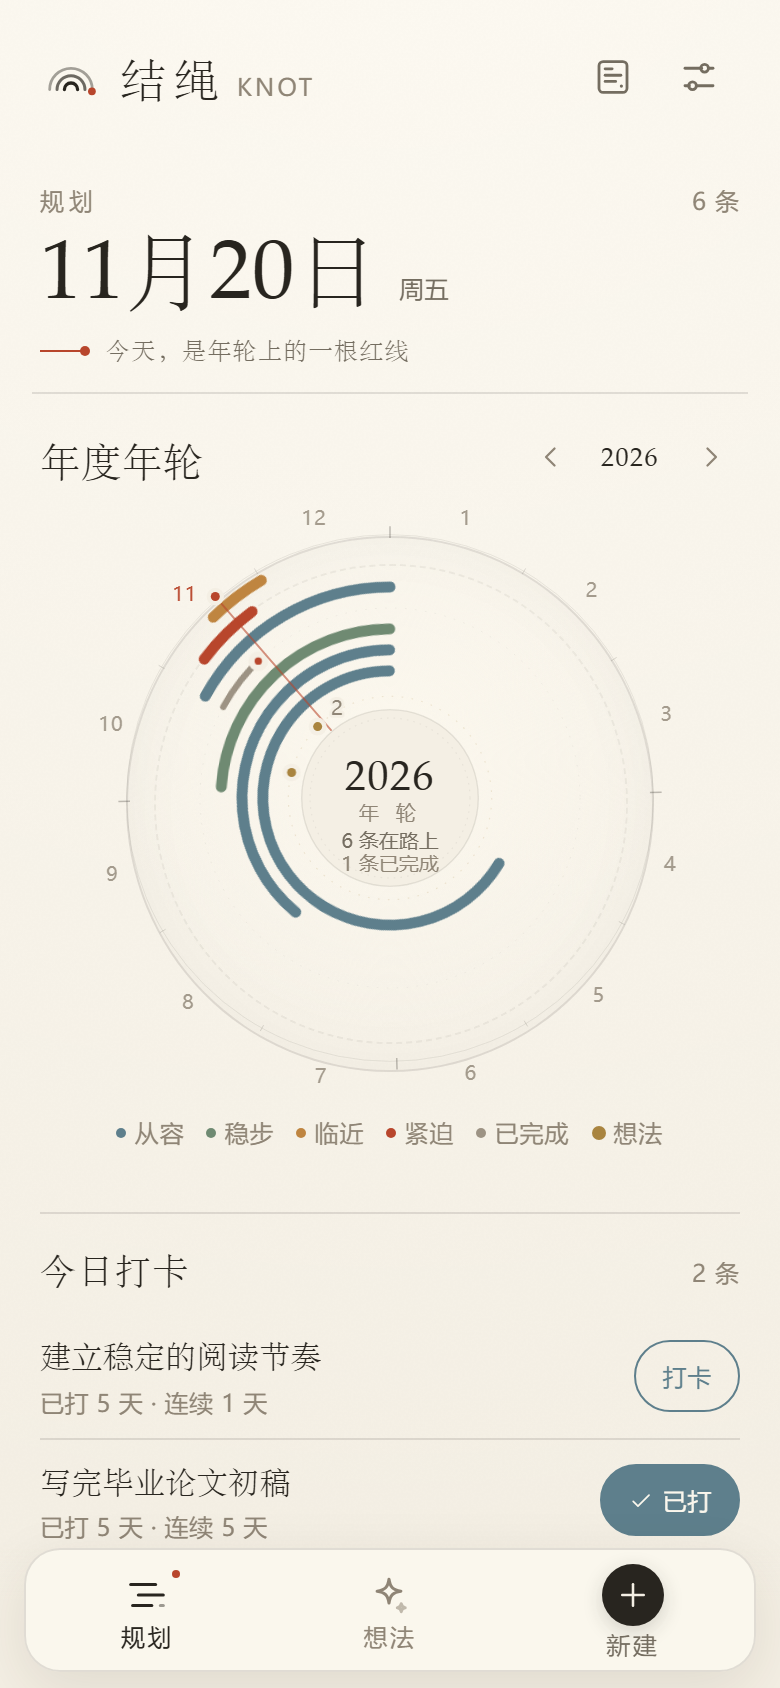 结绳 KNOT
规划
6 条
11月20日 周五
今天，是年轮上的一根红线
年度年轮
2026
12
1
11
2
2
10
3
2026
年 轮
6 条在路上
1 条已完成
9
4
8
5
7
6
从容 稳步 临近 紧迫 已完成 想法
今日打卡
2 条
建立稳定的阅读节奏
已打 5 天 · 连续 1 天
打卡
写完毕业论文初稿
已打 5 天 · 连续 5 天
已打
规划
想法
新建